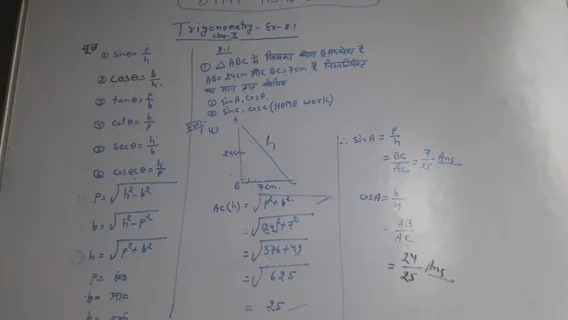 Trigonometry - Ex-8.1
Class-X
सूत्र ① sinθ = p/h
② cosθ = b/h
③ tanθ = p/b
④ cotθ = b/p
⑤ secθ = h/b
⑥ cosecθ = h/p
p = √h²-b²
b = √h²-p²
h = √p²+b²
p = लंब
8.1
① △ ABC में जिसका कोण B समकोण है
AB = 24cm और BC = 7cm है निम्नलिखित
का मान ज्ञात कीजिए
① sinA, cosA.
② sinC, cosC (HOME WORK)
A
24cm
h
B
7cm
AC(h) = √p²+b²
= √(24)²+7²
= √576+49
= √625
= 25
∴ sinA = p/h
= BC/AC = 7/25 Ans
cosA = b/h
= AB/AC
= 24/25 Ans